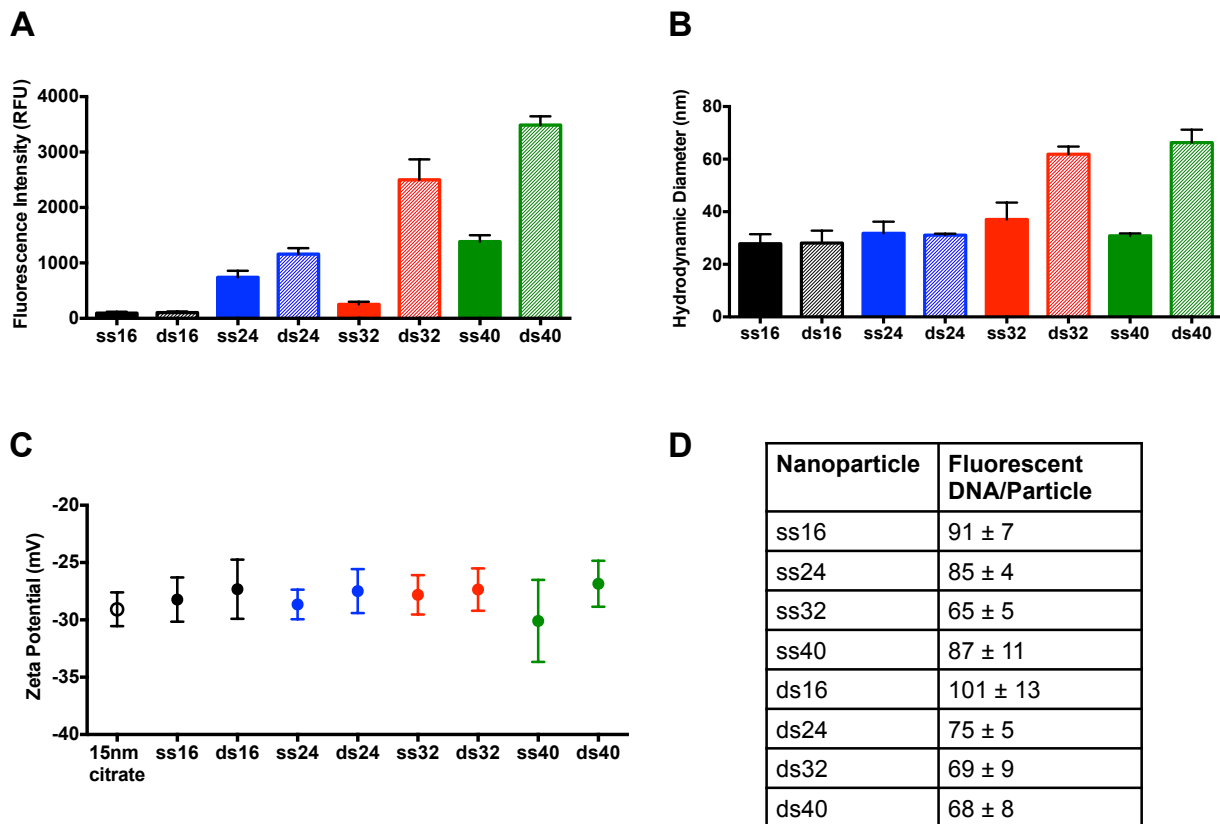 A
Fluorescence Intensity (RFU)
4000
3000
2000
1000
0
ss16 ds16 ss24 ds24 ss32 ds32 ss40 ds40
B
Hydrodynamic Diameter (nm)
80
60
40
20
0
ss16 ds16 ss24 ds24 ss32 ds32 ss40 ds40
C
Zeta Potential (mV)
-20
-25
-30
-35
-40
15nm ss16 ds16 ss24 ds24 ss32 ds32 ss40 ds40
citrate
D
Nanoparticle Fluorescent
DNA/Particle
ss16 91 ± 7
ss24 85 ± 4
ss32 65 ± 5
ss40 87 ± 11
ds16 101 ± 13
ds24 75 ± 5
ds32 69 ± 9
ds40 68 ± 8